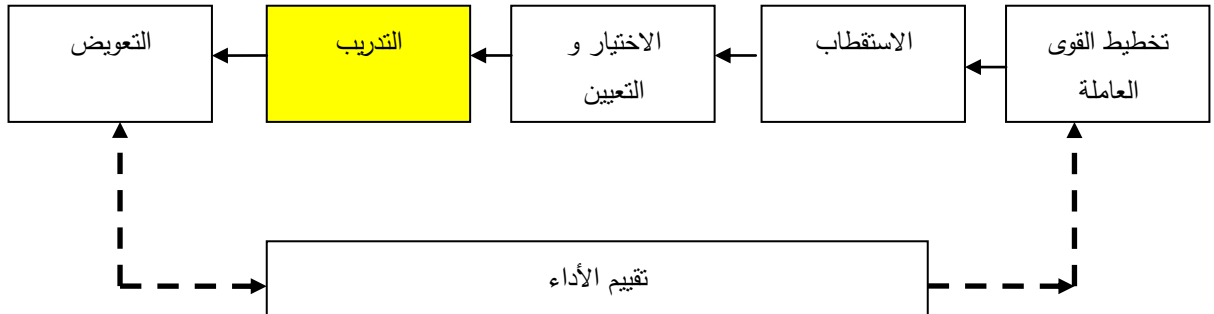 تخطيط القوى
العاملة
الاستقطاب
الاختيار و
التعيين
التدريب
التعويض
تقييم الأداء